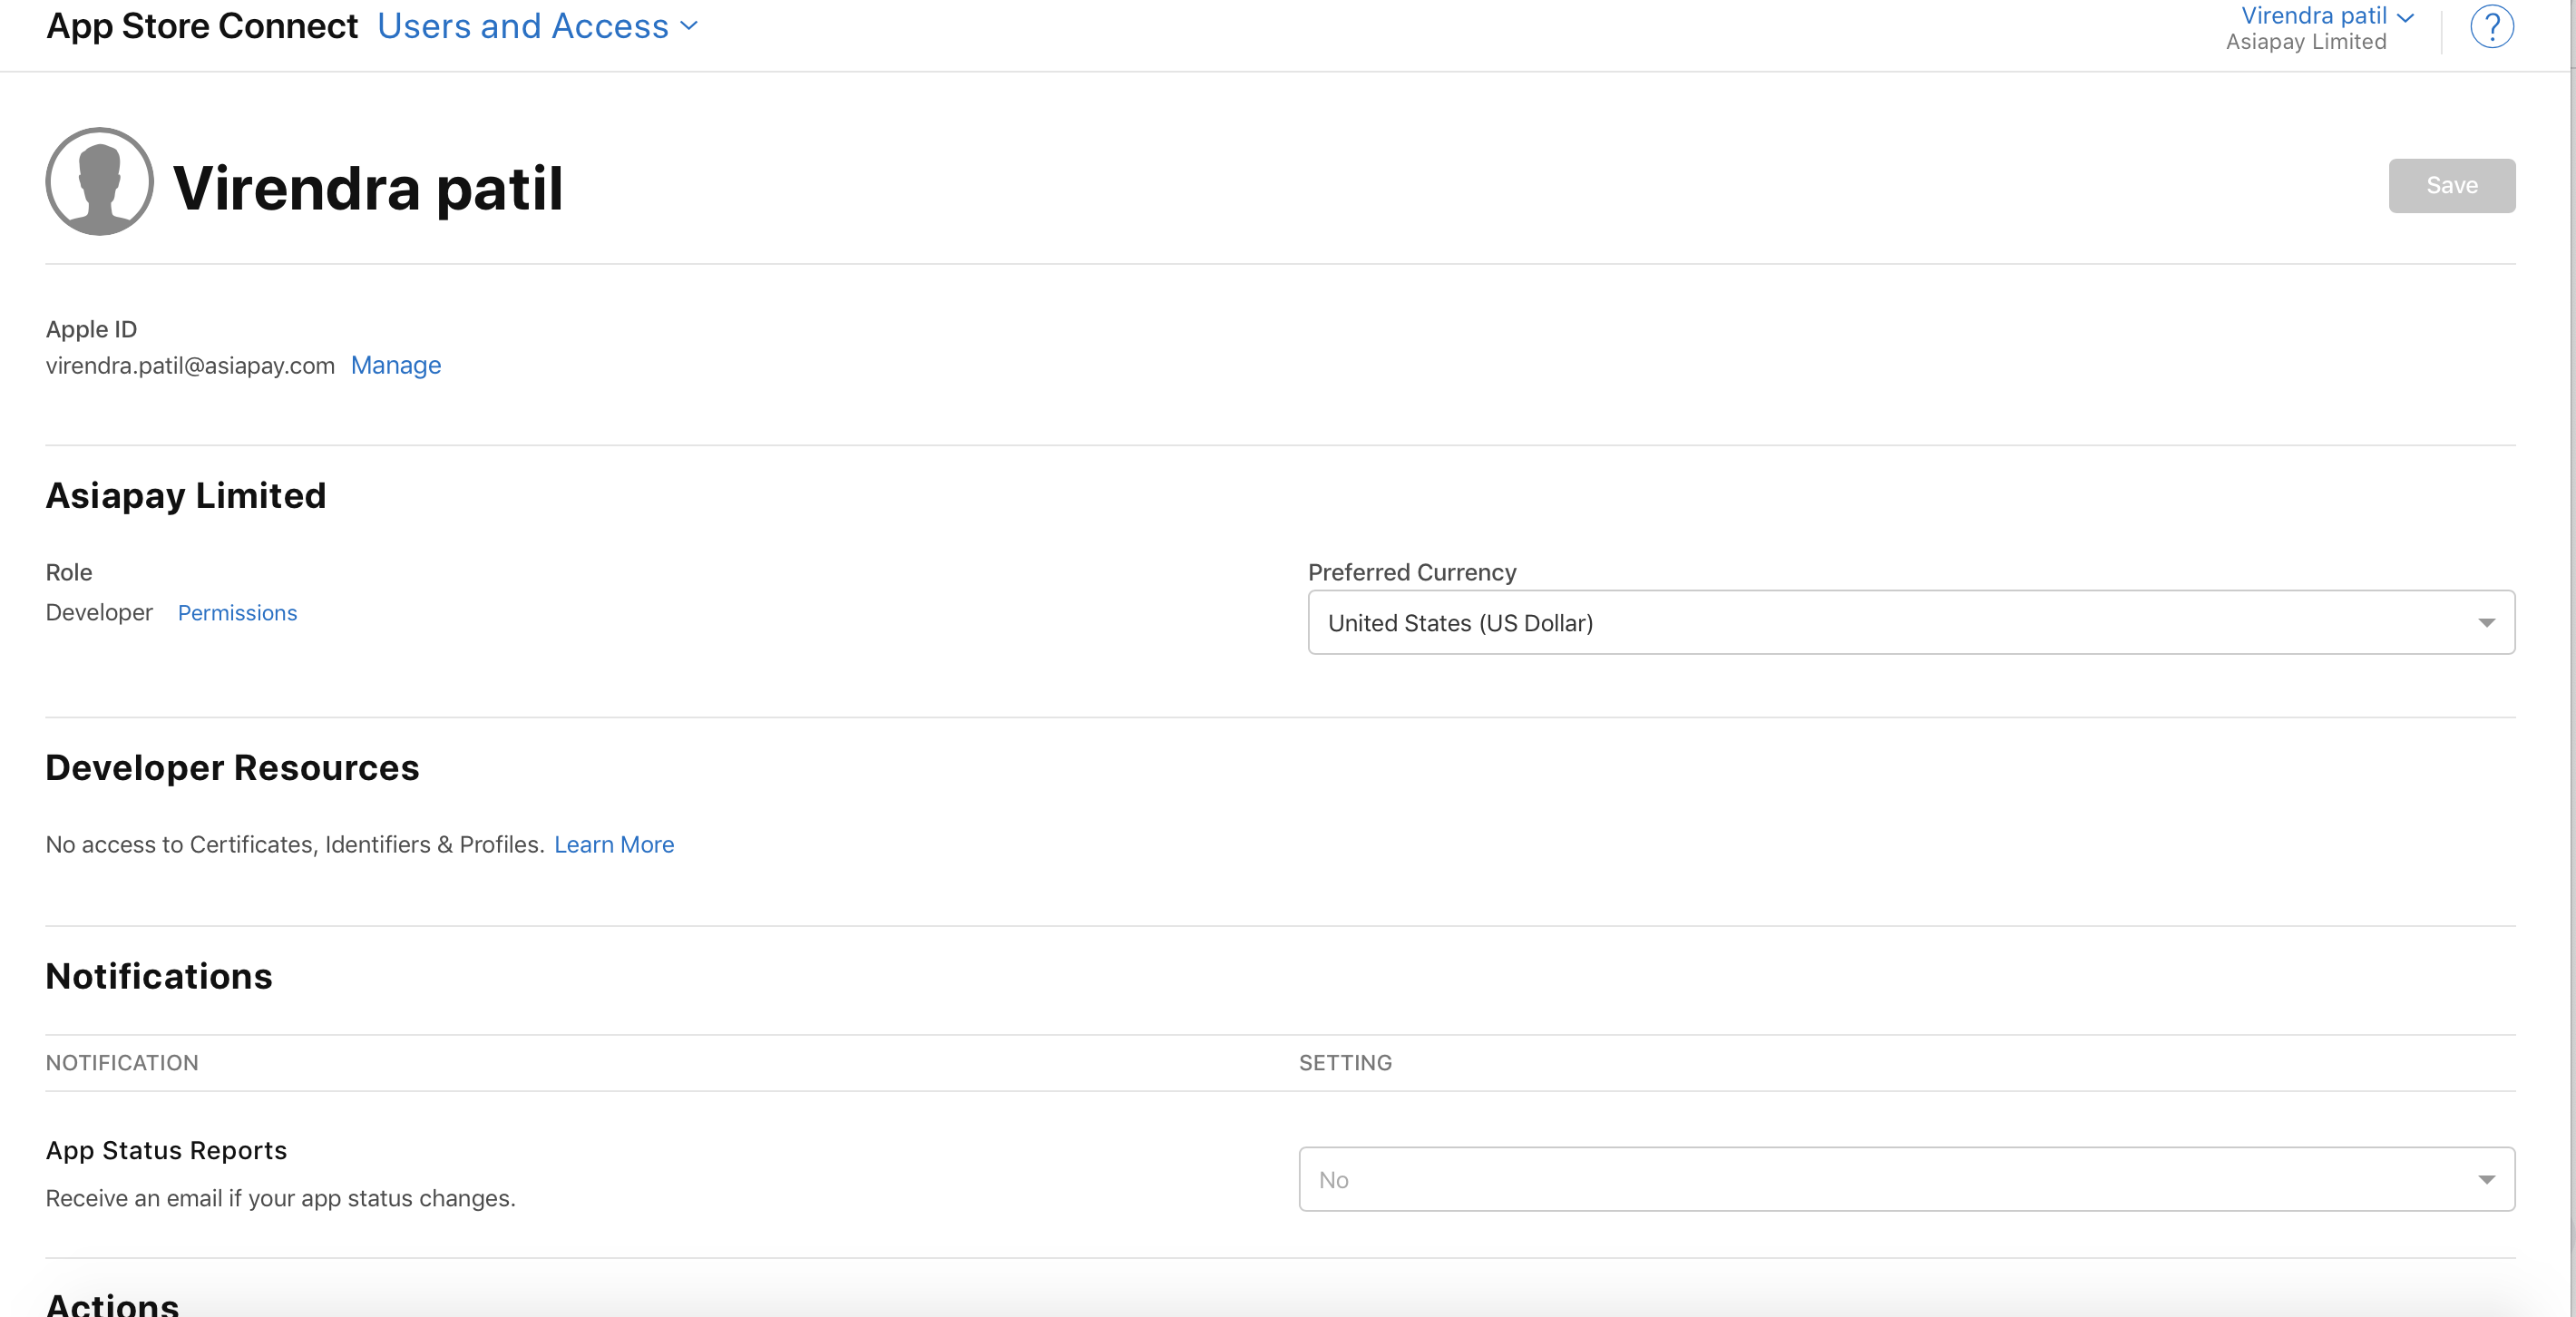 App Store Connect Users and Access
Virendra patil
Asiapay Limited
?
Virendra patil
Save
Apple ID
virendra.patil@asiapay.com Manage
Asiapay Limited
Role
Developer Permissions
Preferred Currency
United States (US Dollar)
Developer Resources
No access to Certificates, Identifiers & Profiles. Learn More
Notifications
NOTIFICATION SETTING
App Status Reports
Receive an email if your app status changes.
No
Actions